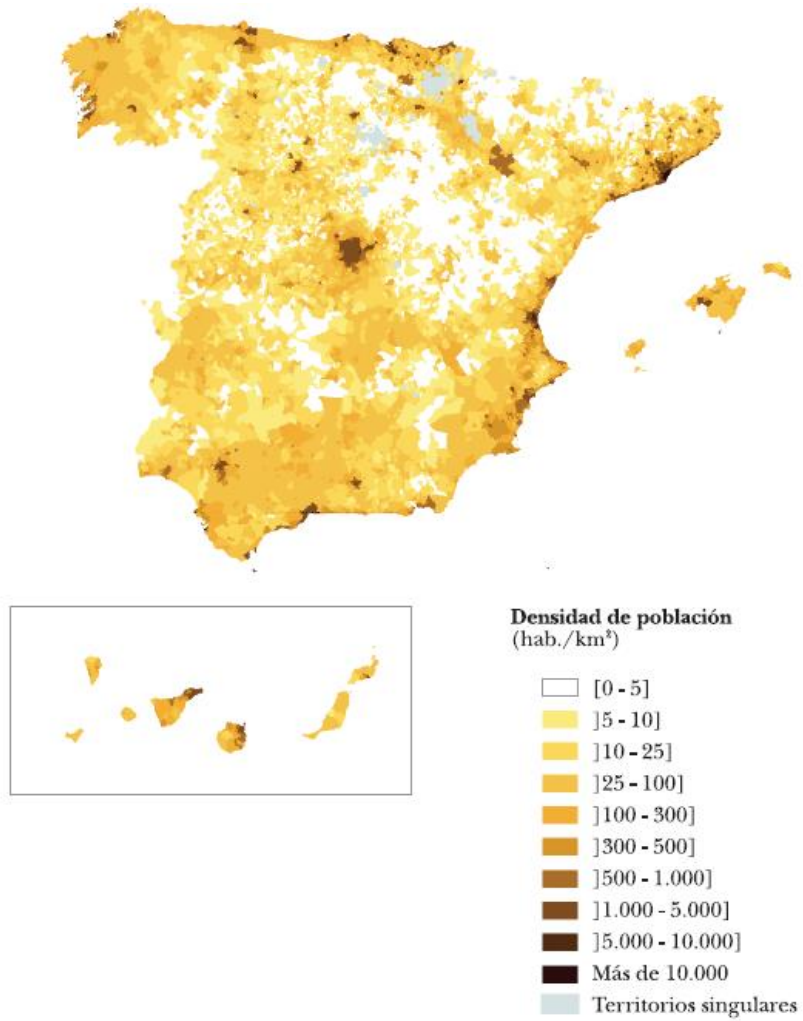 Densidad de población
(hab./km²)
[0 - 5]
]5 - 10]
]10 - 25]
]25 - 100]
]100 - 300]
]300 - 500]
]500 - 1.000]
]1.000 - 5.000]
]5.000 - 10.000]
Más de 10.000
Territorios singulares